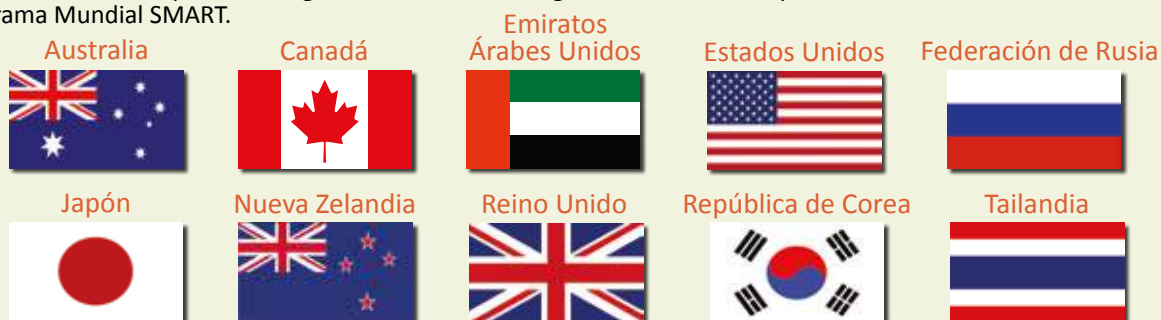 rama Mundial SMART.
Australia
Canadá
Emiratos
Árabes Unidos
Estados Unidos
Federación de Rusia
Japón
Nueva Zelandia
Reino Unido
República de Corea
Tailandia